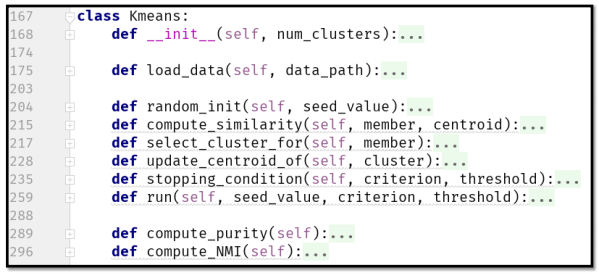 167 class Kmeans:
168 def __init__(self, num_clusters):...
174
175 def load_data(self, data_path):...
203
204 def random_init(self, seed_value):...
215 def compute_similarity(self, member, centroid):...
217 def select_cluster_for(self, member):...
228 def update_centroid_of(self, cluster):...
235 def stopping_condition(self, criterion, threshold):...
259 def run(self, seed_value, criterion, threshold):...
288
289 def compute_purity(self):...
296 def compute_NMI(self):...